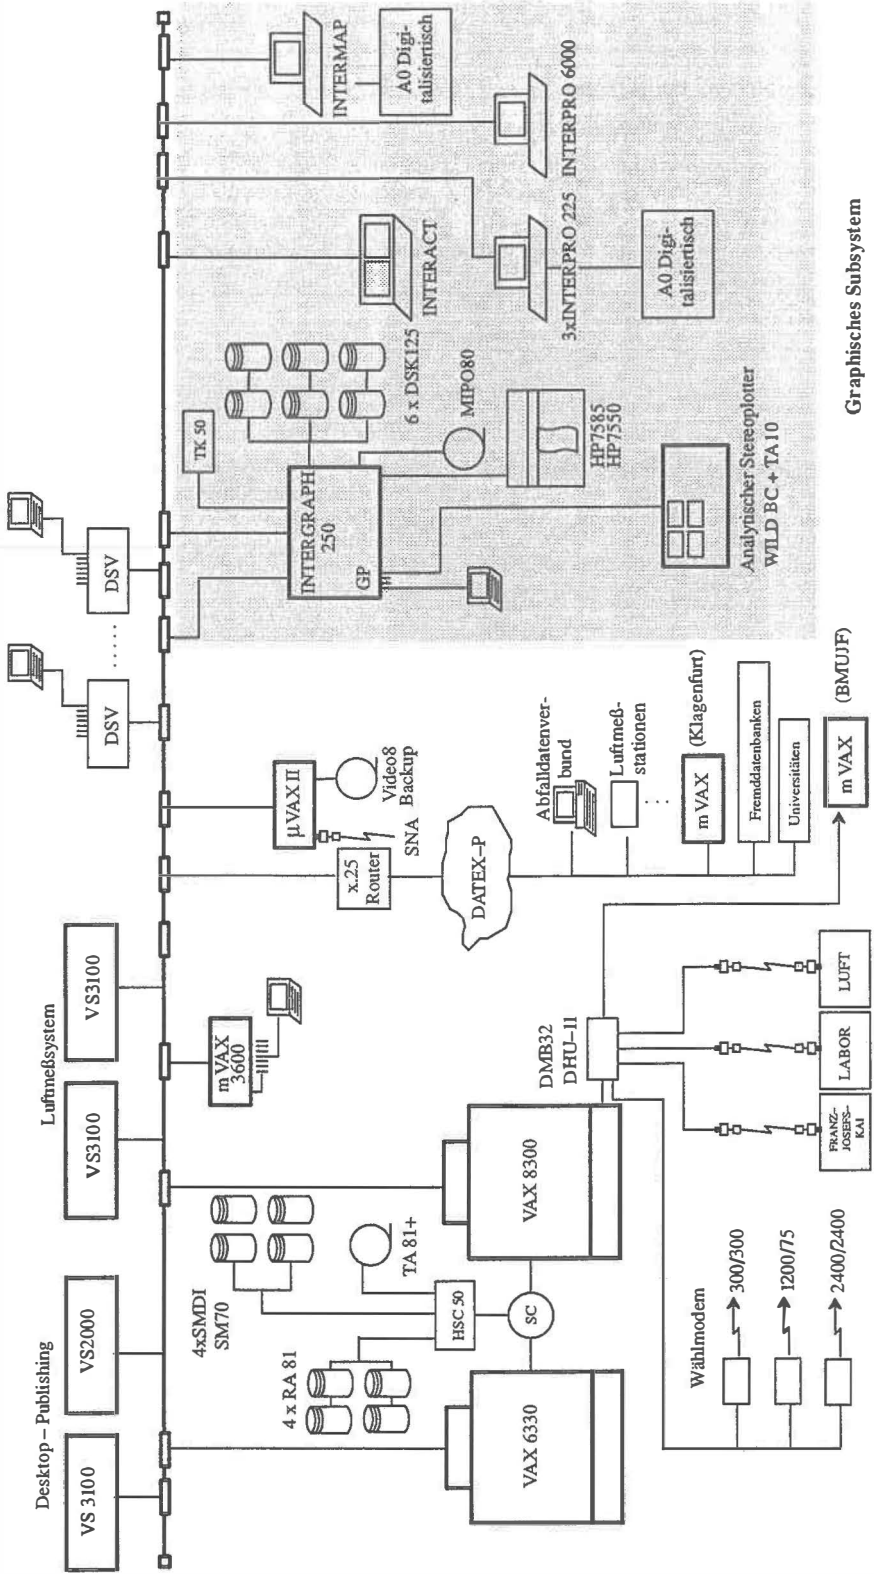 Desktop – Publishing
VS 3100
VS2000
Luftmeßsystem
VS3100
VS3100
mVAX
3600
DSV
.....
DSV
4xSMDI
SM70
4 x RA 81
TA 81+
HSC 50
SC
VAX 6330
VAX 8300
x.25
Router
µVAX II
SNA
Video8
Backup
DATEX–P
Abfalldatenver-
bund
Luftmeß-
stationen
...
mVAX
(Klagenfurt)
Fremddatenbanken
Universitäten
mVAX
(BMUJF)
DMB32
DHU–11
FRANZ–
JOSEFS–
KAI
LABOR
LUFT
Wählmodem
300/300
1200/75
2400/2400
TK 50
INTERGRAPH
250
GP
6 x DSK125
MIPO80
HP7585
HP7550
Analytischer Stereoplotter
WILD BC + TA10
INTERACT
3xINTERPRO 225
A0 Digi-
talisiertisch
INTERPRO 6000
INTERMAP
A0 Digi-
talisiertisch
Graphisches Subsystem